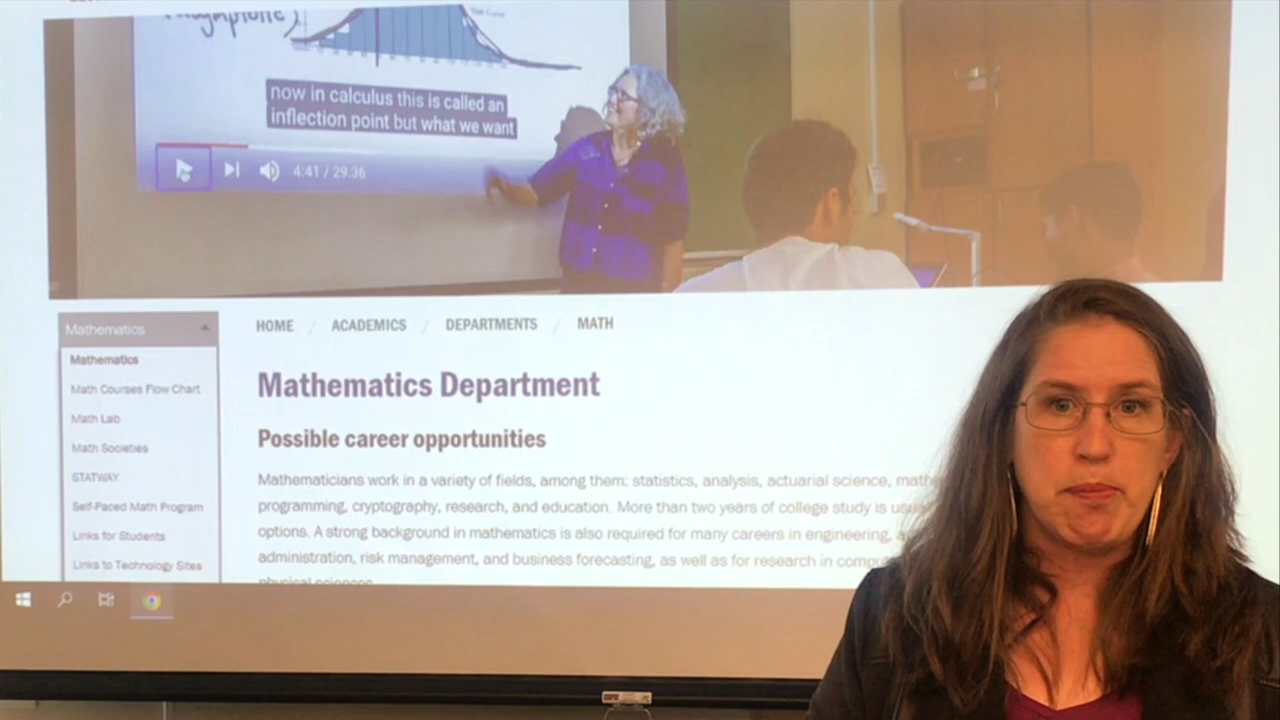 now in calculus this is called an
inflection point but what we want
4:41 / 29:36
Mathematics
HOME / ACADEMICS / DEPARTMENTS / MATH
Mathematics
Math Courses Flow Chart
Math Lab
Math Societies
STATWAY
Self-Paced Math Program
Links for Students
Links to Technology Sites
Mathematics Department
Possible career opportunities
Mathematicians work in a variety of fields, among them: statistics, analysis, actuarial science,
programming, cryptography, research, and education. More than two years of college study is
options. A strong background in mathematics is also required for many careers in engineering,
administration, risk management, and business forecasting, as well as for research in
physical sciences